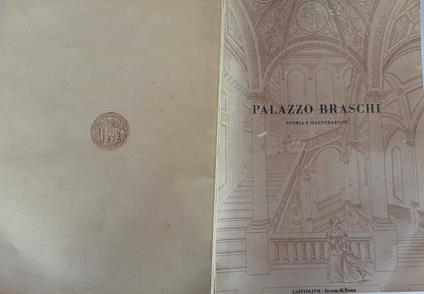 PALAZZO BRASCHI
STORIA E ILLUSTRAZIONI
CAPITOLIVM - Rivista di Roma